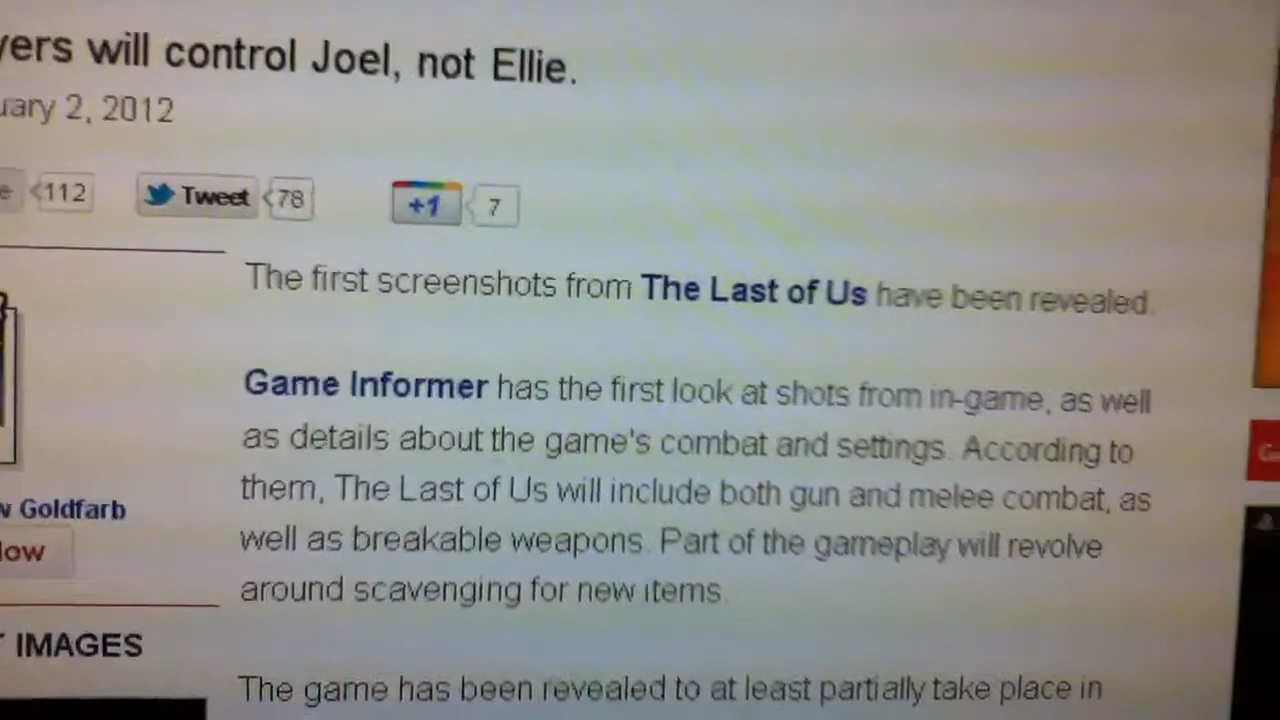 will control Joel, not Ellie.
2, 2012
112
Tweet
78
+1
7
The first screenshots from The Last of Us have been revealed.
Game Informer has the first look at shots from in-game, as well
as details about the game's combat and settings. According to
them, The Last of Us will include both gun and melee combat, as
well as breakable weapons. Part of the gameplay will revolve
around scavenging for new items.
Goldfarb
IMAGES
The game has been revealed to at least partially take place in